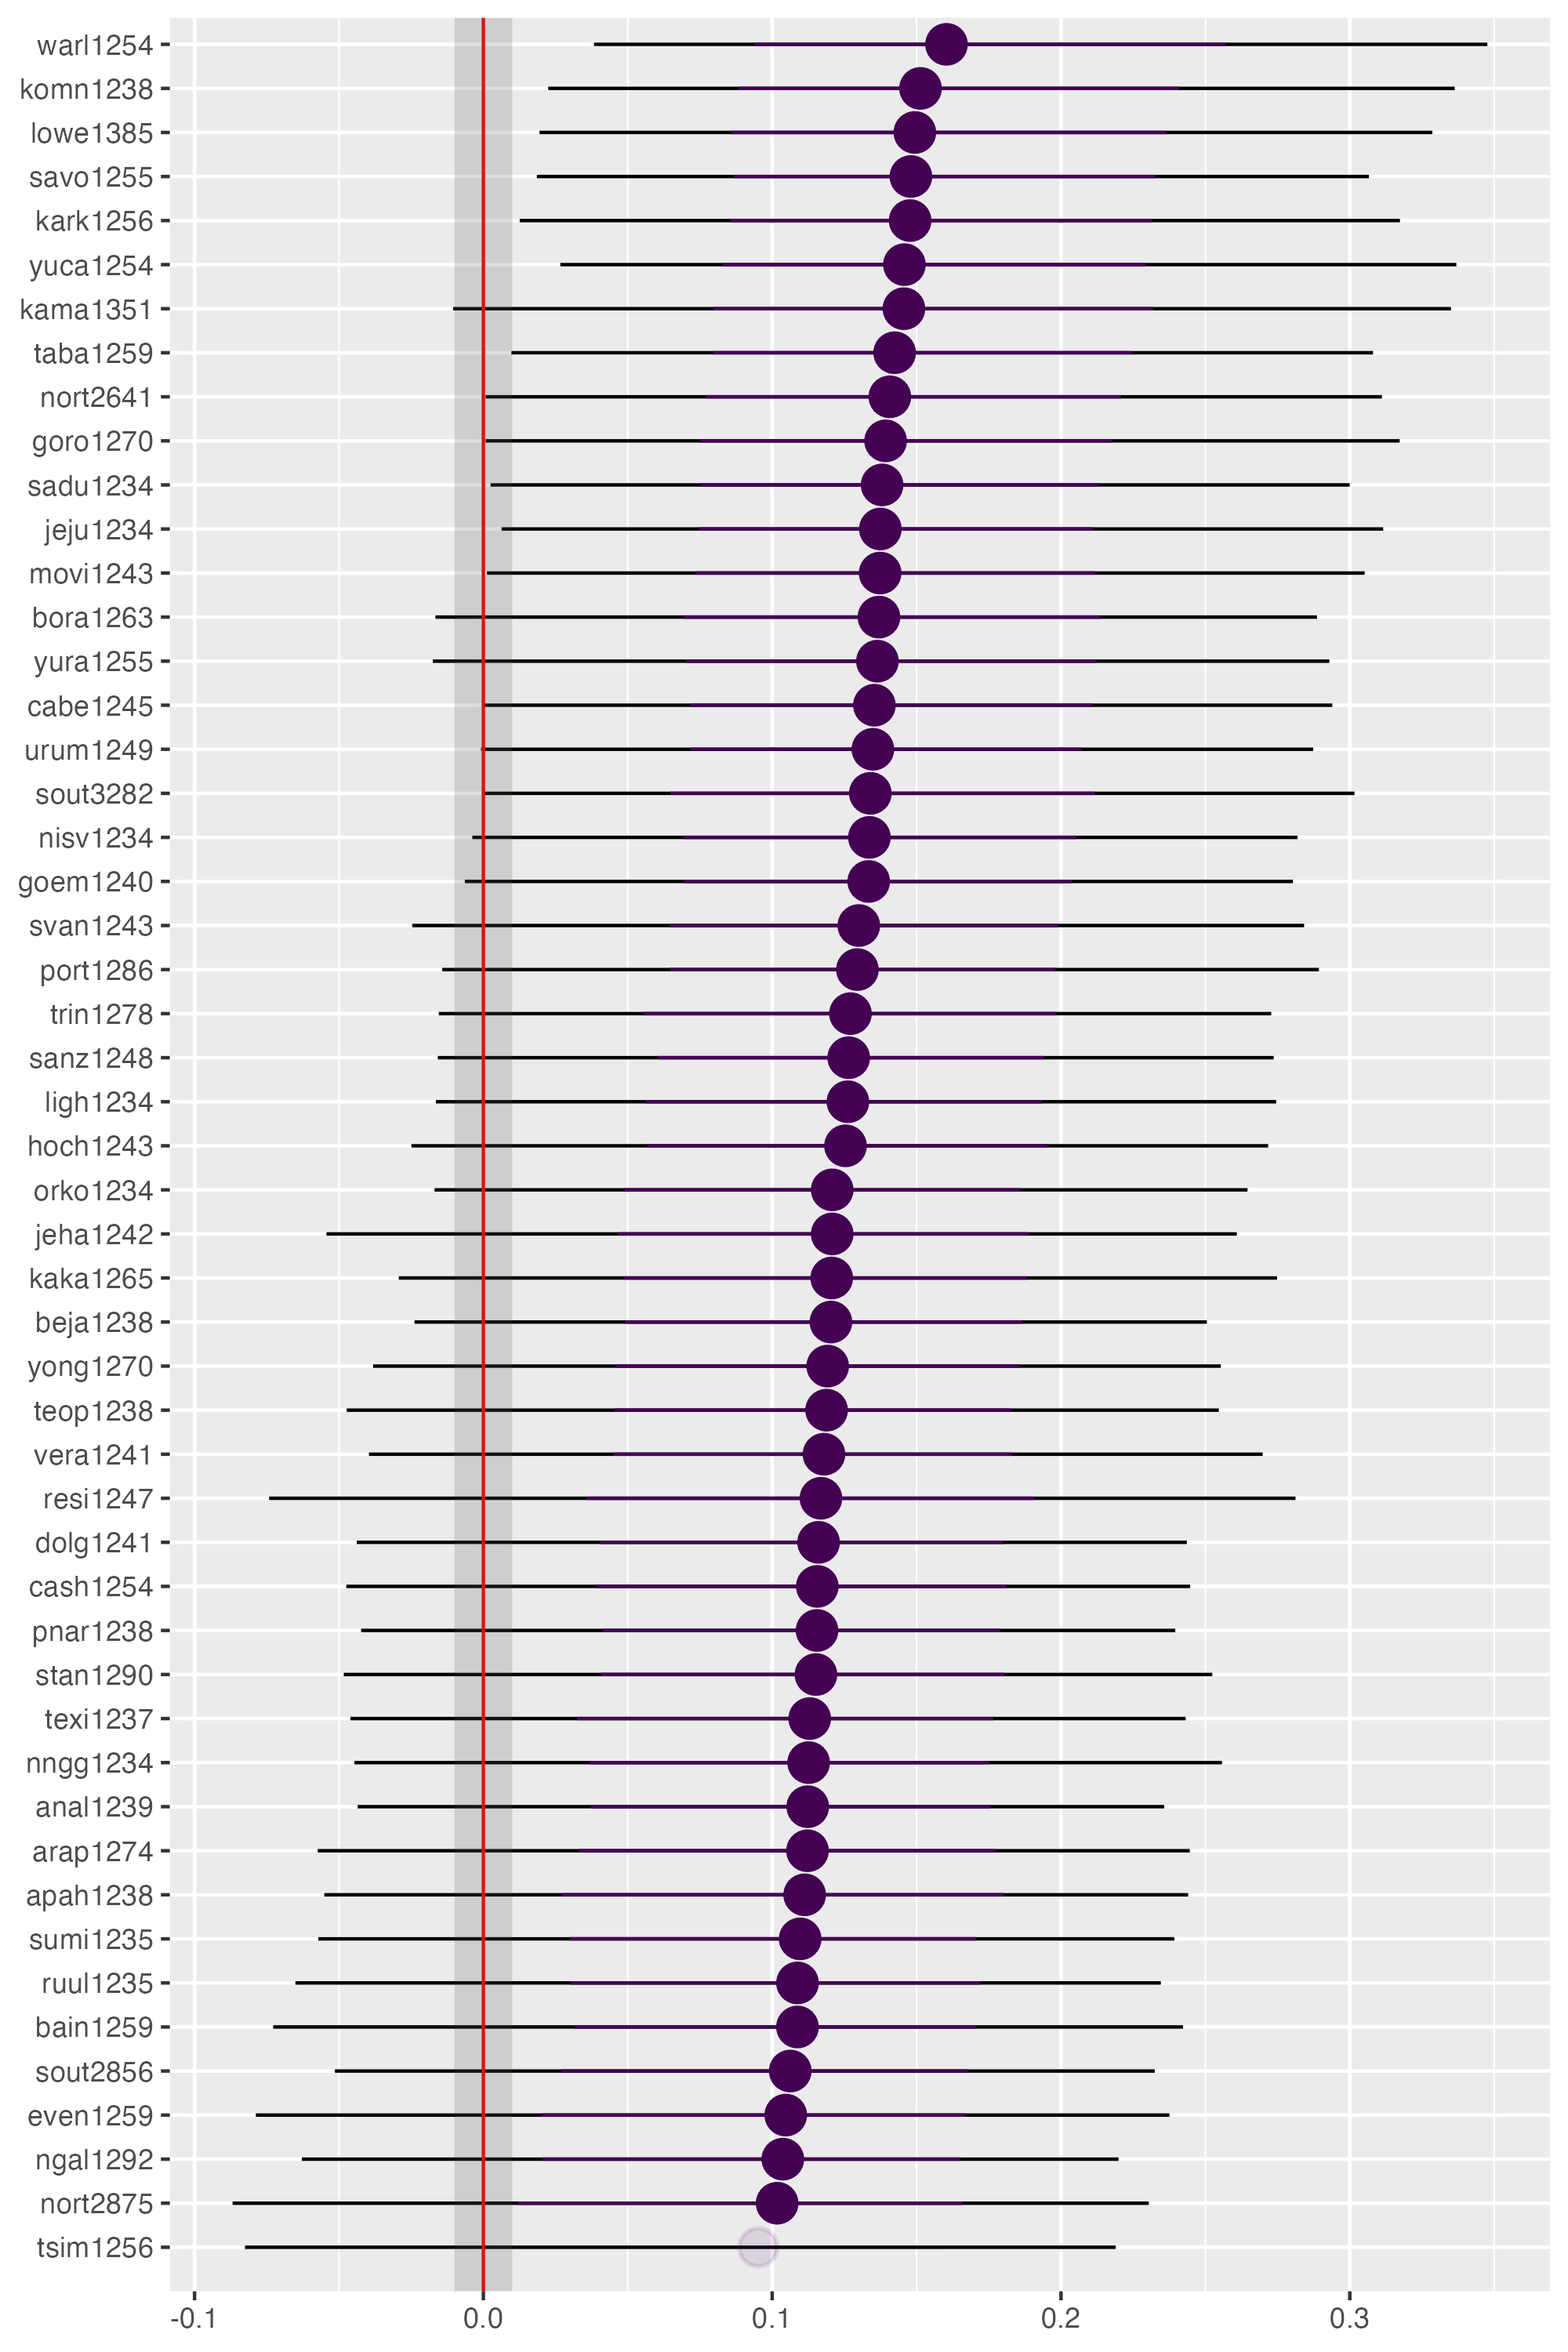 warl1254
komn1238
lowe1385
savo1255
kark1256
yuca1254
kama1351
taba1259
nort2641
goro1270
sadu1234
jeju1234
movi1243
bora1263
yura1255
cabe1245
urum1249
sout3282
nisv1234
goem1240
svan1243
port1286
trin1278
sanz1248
ligh1234
hoch1243
orko1234
jeha1242
kaka1265
beja1238
yong1270
teop1238
vera1241
resi1247
dolg1241
cash1254
pnar1238
stan1290
texi1237
nngg1234
anal1239
arap1274
apah1238
sumi1235
ruul1235
bain1259
sout2856
even1259
ngal1292
nort2875
tsim1256
-0.1 0.0 0.1 0.2 0.3